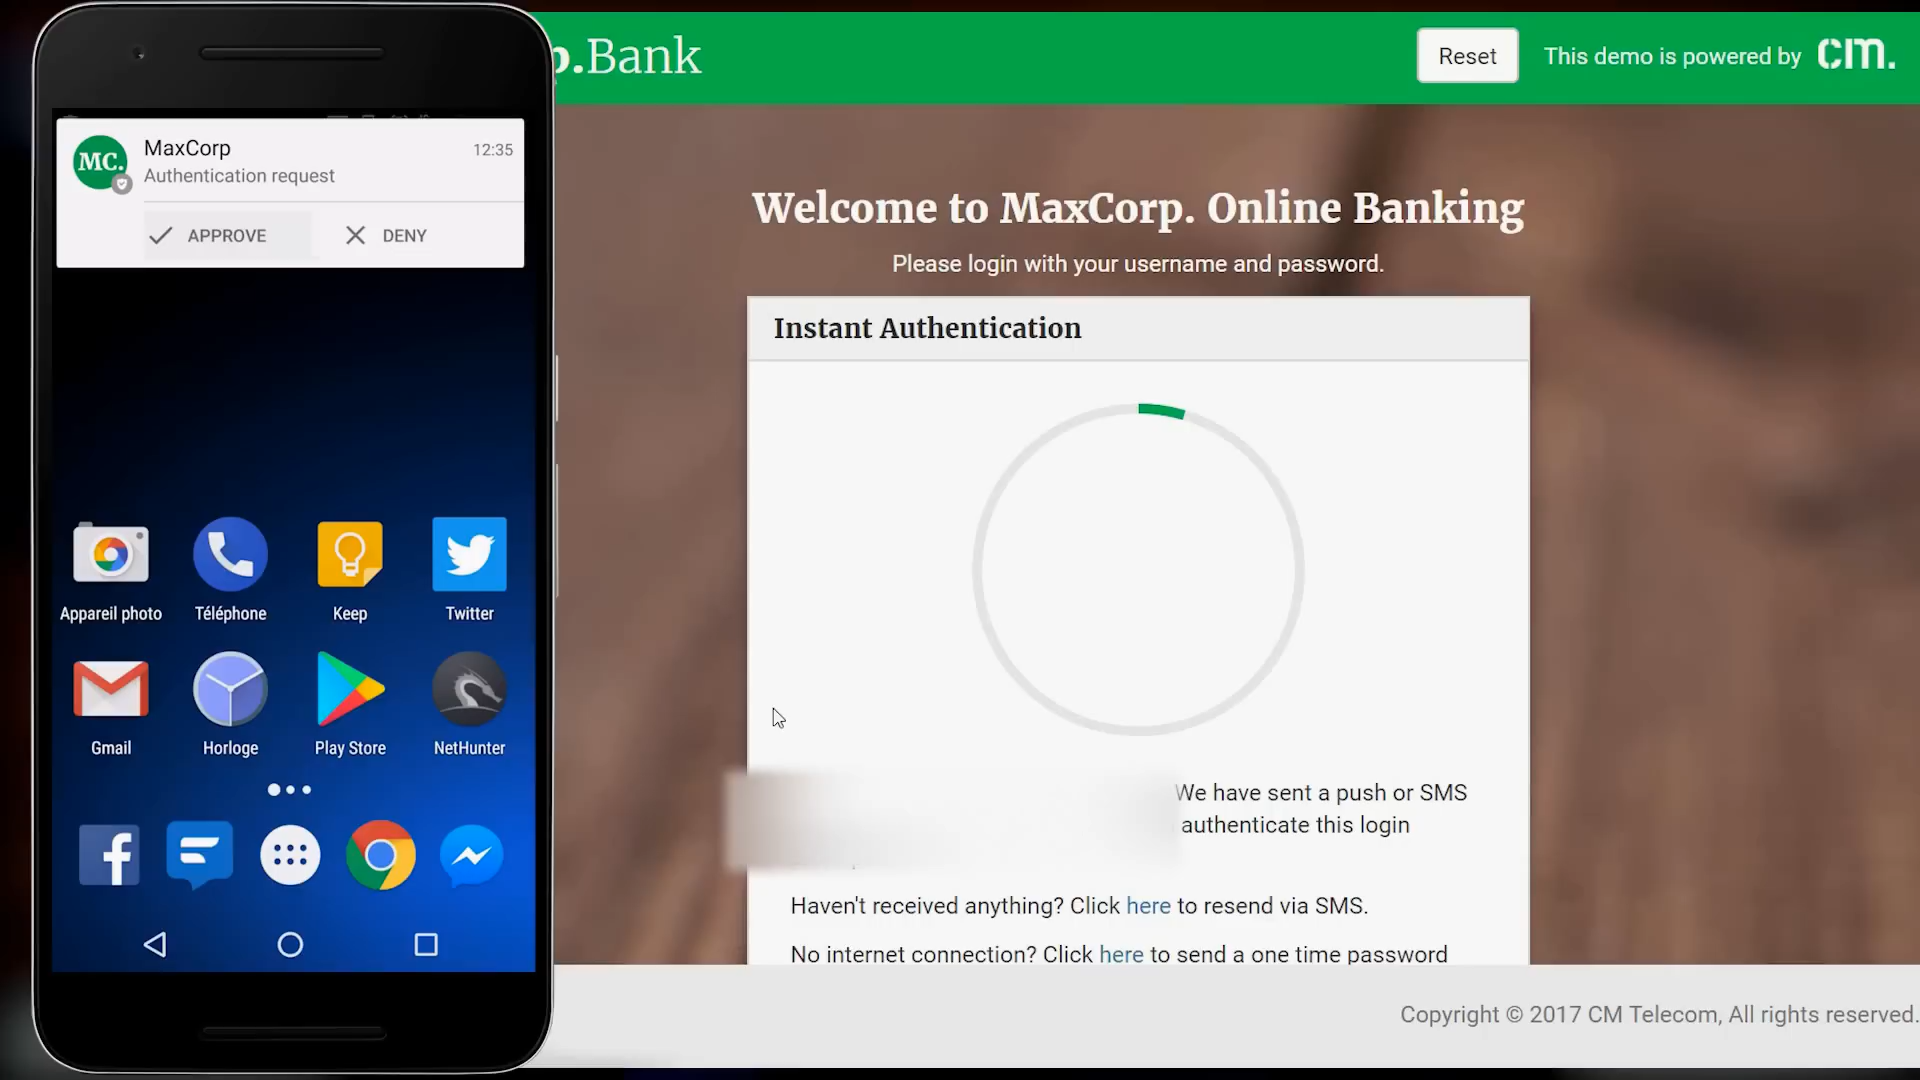 MC.
MaxCorp
12:35
Authentication request
APPROVE
DENY
Appareil photo
Téléphone
Keep
Twitter
Gmail
Horloge
Play Store
NetHunter
p.Bank
Reset
This demo is powered by cm.
Welcome to MaxCorp. Online Banking
Please login with your username and password.
Instant Authentication
We have sent a push or SMS
authenticate this login
Haven't received anything? Click here to resend via SMS.
No internet connection? Click here to send a one time password
Copyright © 2017 CM Telecom, All rights reserved.